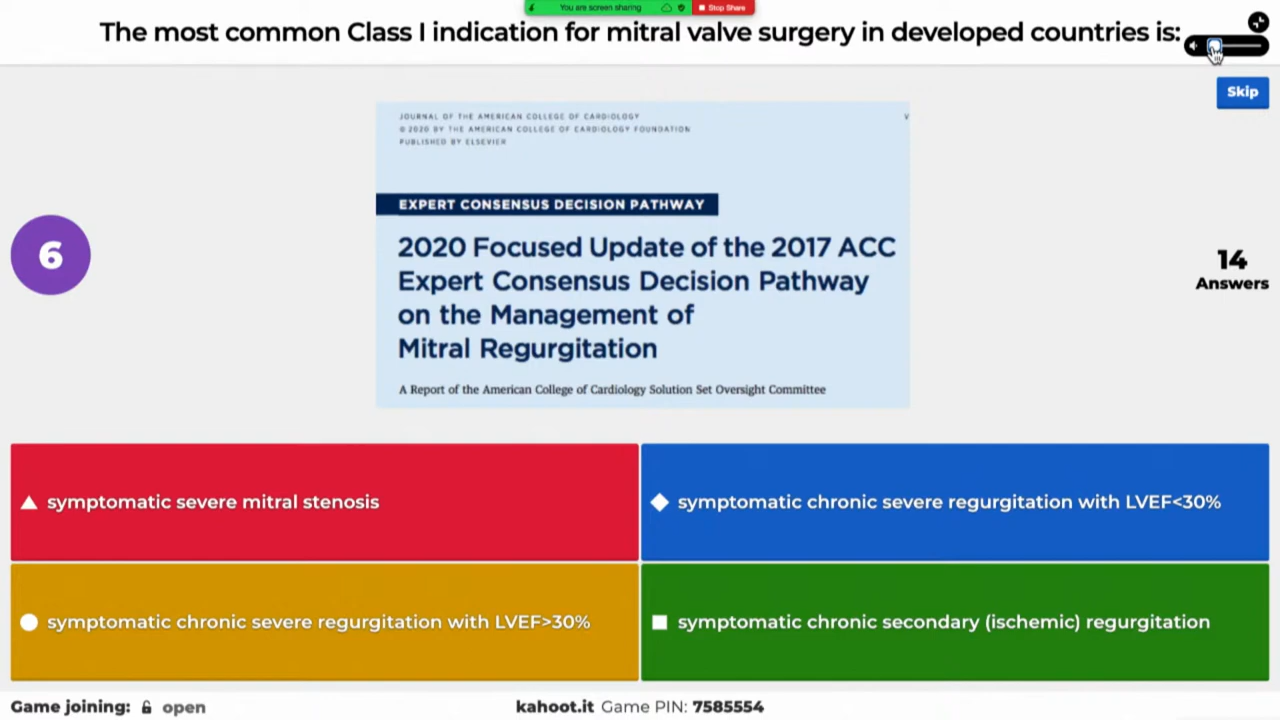 You are screen sharing
Stop Share
The most common Class I indication for mitral valve surgery in developed countries is:
Skip
JOURNAL OF THE AMERICAN COLLEGE OF CARDIOLOGY
© 2020 BY THE AMERICAN COLLEGE OF CARDIOLOGY FOUNDATION
PUBLISHED BY ELSEVIER
V
EXPERT CONSENSUS DECISION PATHWAY
2020 Focused Update of the 2017 ACC
Expert Consensus Decision Pathway
on the Management of
Mitral Regurgitation
A Report of the American College of Cardiology Solution Set Oversight Committee
6
14
Answers
symptomatic severe mitral stenosis
symptomatic chronic severe regurgitation with LVEF<30%
symptomatic chronic severe regurgitation with LVEF>30%
symptomatic chronic secondary (ischemic) regurgitation
Game joining: open
kahoot.it Game PIN: 7585554